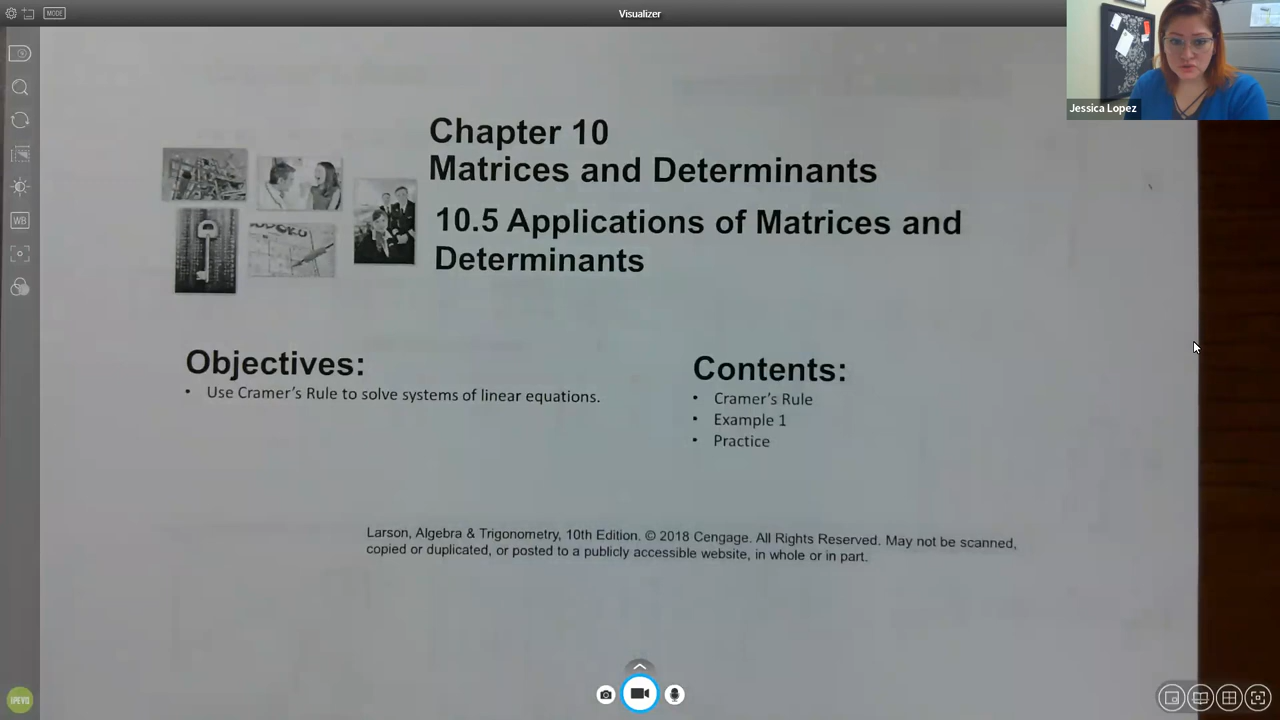 MODE
Visualizer
Jessica Lopez
WB
Chapter 10
Matrices and Determinants
10.5 Applications of Matrices and
Determinants
Objectives:
• Use Cramer's Rule to solve systems of linear equations.
Contents:
• Cramer's Rule
• Example 1
• Practice
Larson, Algebra & Trigonometry, 10th Edition. © 2018 Cengage. All Rights Reserved. May not be scanned,
copied or duplicated, or posted to a publicly accessible website, in whole or in part.
IPEVO